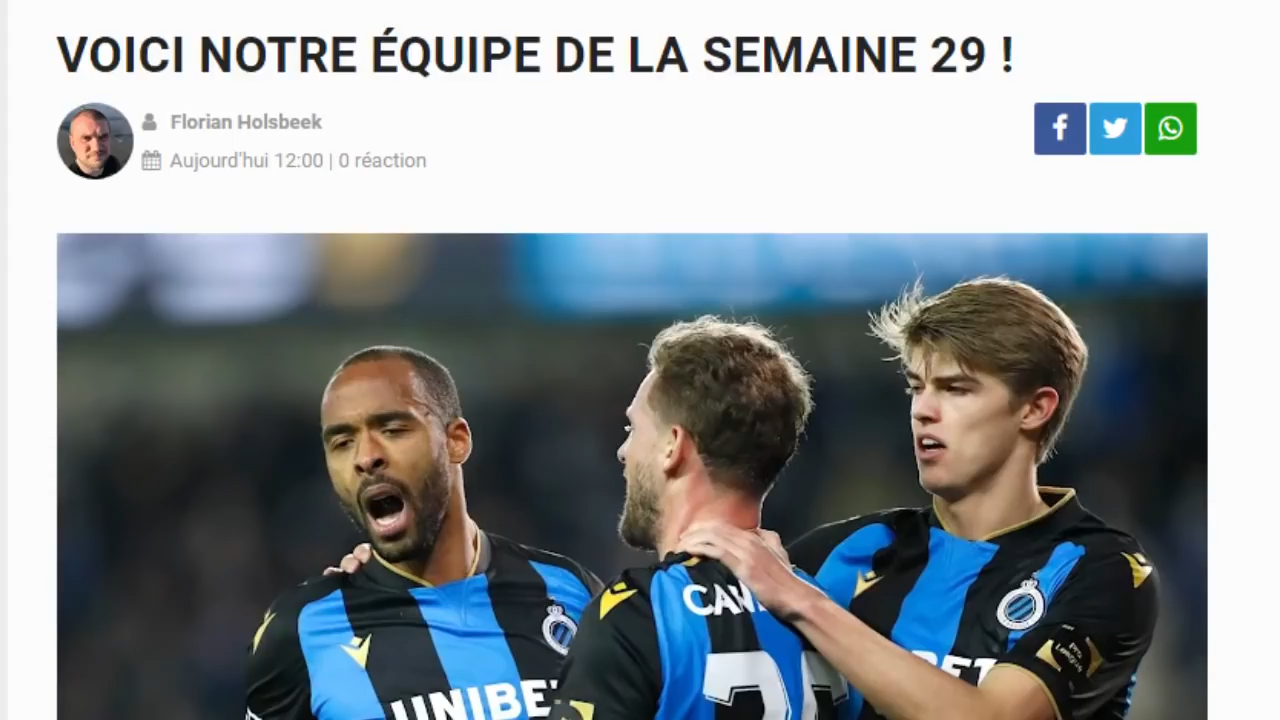 VOICI NOTRE ÉQUIPE DE LA SEMAINE 29 !
Florian Holsbeek
Aujourd'hui 12:00 | 0 réaction